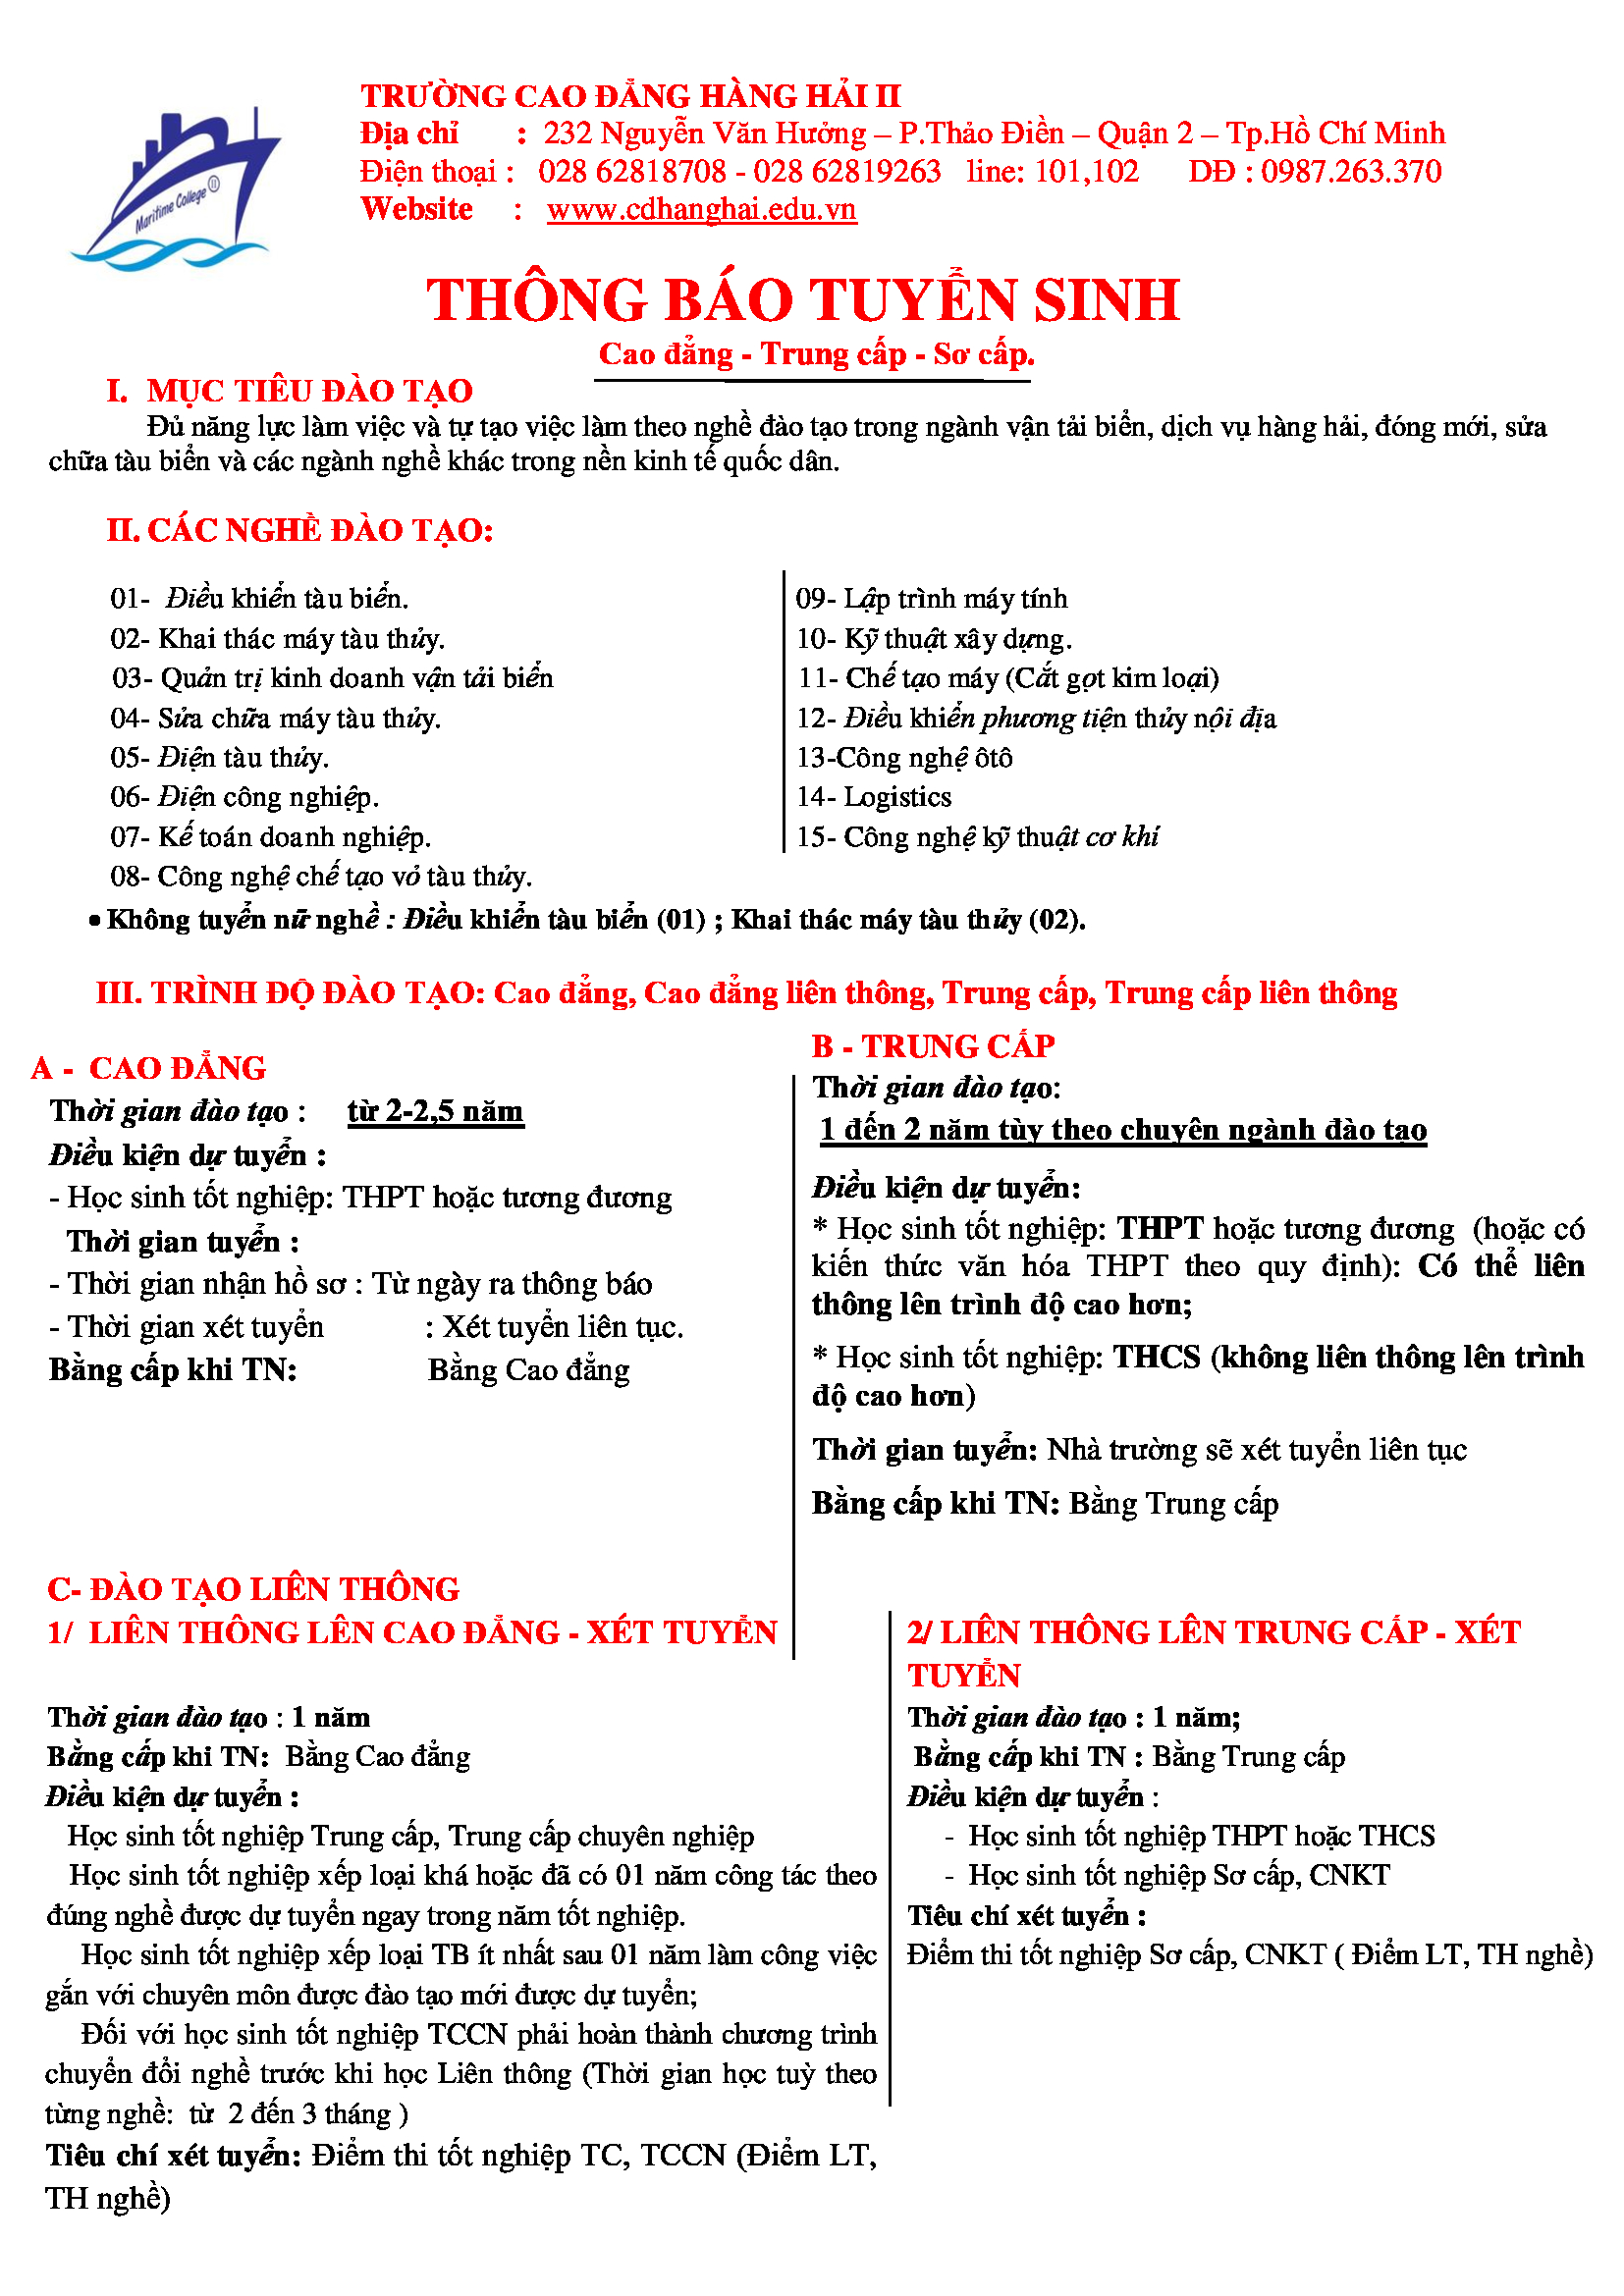 Maritime College II
TRƯỜNG CAO ĐẲNG HÀNG HẢI II
Địa chỉ : 232 Nguyễn Văn Hưởng – P.Thảo Điền – Quận 2 – Tp.Hồ Chí Minh
Điện thoại : 028 62818708 - 028 62819263 line: 101,102 DĐ : 0987.263.370
Website : www.cdhanghai.edu.vn
THÔNG BÁO TUYỂN SINH
Cao đẳng - Trung cấp - Sơ cấp.
I. MỤC TIÊU ĐÀO TẠO
Đủ năng lực làm việc và tự tạo việc làm theo nghề đào tạo trong ngành vận tải biển, dịch vụ hàng hải, đóng mới, sửa
chữa tàu biển và các ngành nghề khác trong nền kinh tế quốc dân.
II. CÁC NGHỀ ĐÀO TẠO:
01- Điều khiển tàu biển.
02- Khai thác máy tàu thủy.
03- Quản trị kinh doanh vận tải biển
04- Sửa chữa máy tàu thủy.
05- Điện tàu thủy.
06- Điện công nghiệp.
07- Kế toán doanh nghiệp.
08- Công nghệ chế tạo vỏ tàu thủy.
09- Lập trình máy tính
10- Kỹ thuật xây dựng.
11- Chế tạo máy (Cắt gọt kim loại)
12- Điều khiển phương tiện thủy nội địa
13-Công nghệ ôtô
14- Logistics
15- Công nghệ kỹ thuật cơ khí
• Không tuyển nữ nghề : Điều khiển tàu biển (01) ; Khai thác máy tàu thủy (02).
III. TRÌNH ĐỘ ĐÀO TẠO: Cao đẳng, Cao đẳng liên thông, Trung cấp, Trung cấp liên thông
A - CAO ĐẲNG
Thời gian đào tạo : từ 2-2,5 năm
Điều kiện dự tuyển :
- Học sinh tốt nghiệp: THPT hoặc tương đương
Thời gian tuyển :
- Thời gian nhận hồ sơ : Từ ngày ra thông báo
- Thời gian xét tuyển : Xét tuyển liên tục.
Bằng cấp khi TN: Bằng Cao đẳng
B - TRUNG CẤP
Thời gian đào tạo:
1 đến 2 năm tùy theo chuyên ngành đào tạo
Điều kiện dự tuyển:
* Học sinh tốt nghiệp: THPT hoặc tương đương (hoặc có
kiến thức văn hóa THPT theo quy định): Có thể liên
thông lên trình độ cao hơn;
* Học sinh tốt nghiệp: THCS (không liên thông lên trình
độ cao hơn)
Thời gian tuyển: Nhà trường sẽ xét tuyển liên tục
Bằng cấp khi TN: Bằng Trung cấp
C- ĐÀO TẠO LIÊN THÔNG
1/ LIÊN THÔNG LÊN CAO ĐẲNG - XÉT TUYỂN
Thời gian đào tạo : 1 năm
Bằng cấp khi TN: Bằng Cao đẳng
Điều kiện dự tuyển :
Học sinh tốt nghiệp Trung cấp, Trung cấp chuyên nghiệp
Học sinh tốt nghiệp xếp loại khá hoặc đã có 01 năm công tác theo
đúng nghề được dự tuyển ngay trong năm tốt nghiệp.
Học sinh tốt nghiệp xếp loại TB ít nhất sau 01 năm làm công việc
gắn với chuyên môn được đào tạo mới được dự tuyển;
Đối với học sinh tốt nghiệp TCCN phải hoàn thành chương trình
chuyển đổi nghề trước khi học Liên thông (Thời gian học tuỳ theo
từng nghề: từ 2 đến 3 tháng )
Tiêu chí xét tuyển: Điểm thi tốt nghiệp TC, TCCN (Điểm LT,
TH nghề)
2/ LIÊN THÔNG LÊN TRUNG CẤP - XÉT
TUYỂN
Thời gian đào tạo : 1 năm;
Bằng cấp khi TN : Bằng Trung cấp
Điều kiện dự tuyển :
- Học sinh tốt nghiệp THPT hoặc THCS
- Học sinh tốt nghiệp Sơ cấp, CNKT
Tiêu chí xét tuyển :
Điểm thi tốt nghiệp Sơ cấp, CNKT ( Điểm LT, TH nghề)